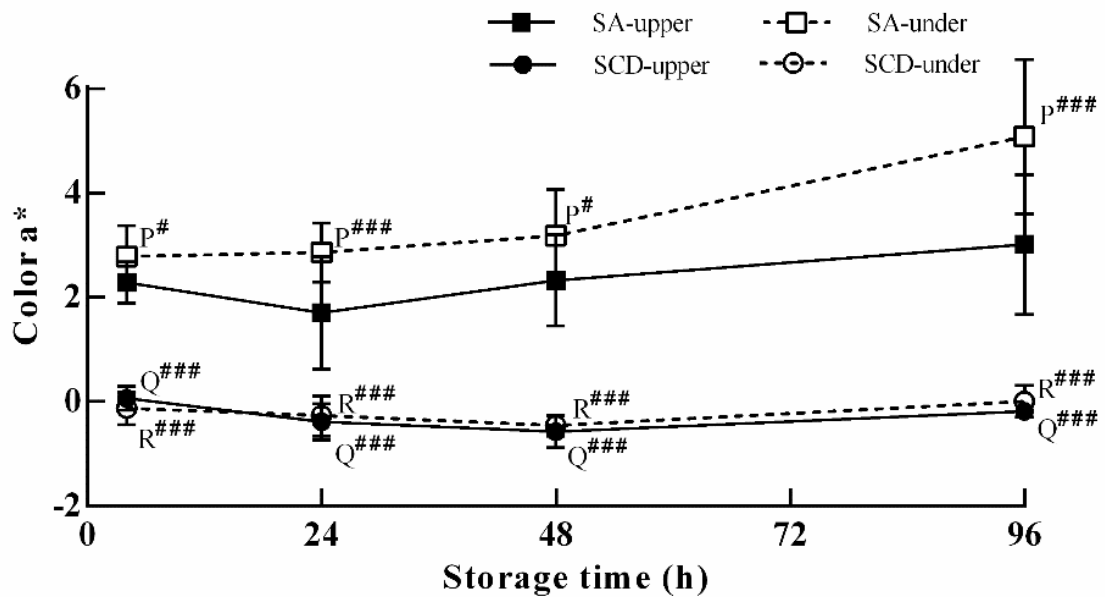 SA-upper SA-under
SCD-upper SCD-under
6
P###
4
P# P### P#
2
Color a*
Q###
0
R### R### R###
R### Q### Q### Q###
-2
0 24 48 72 96
Storage time (h)